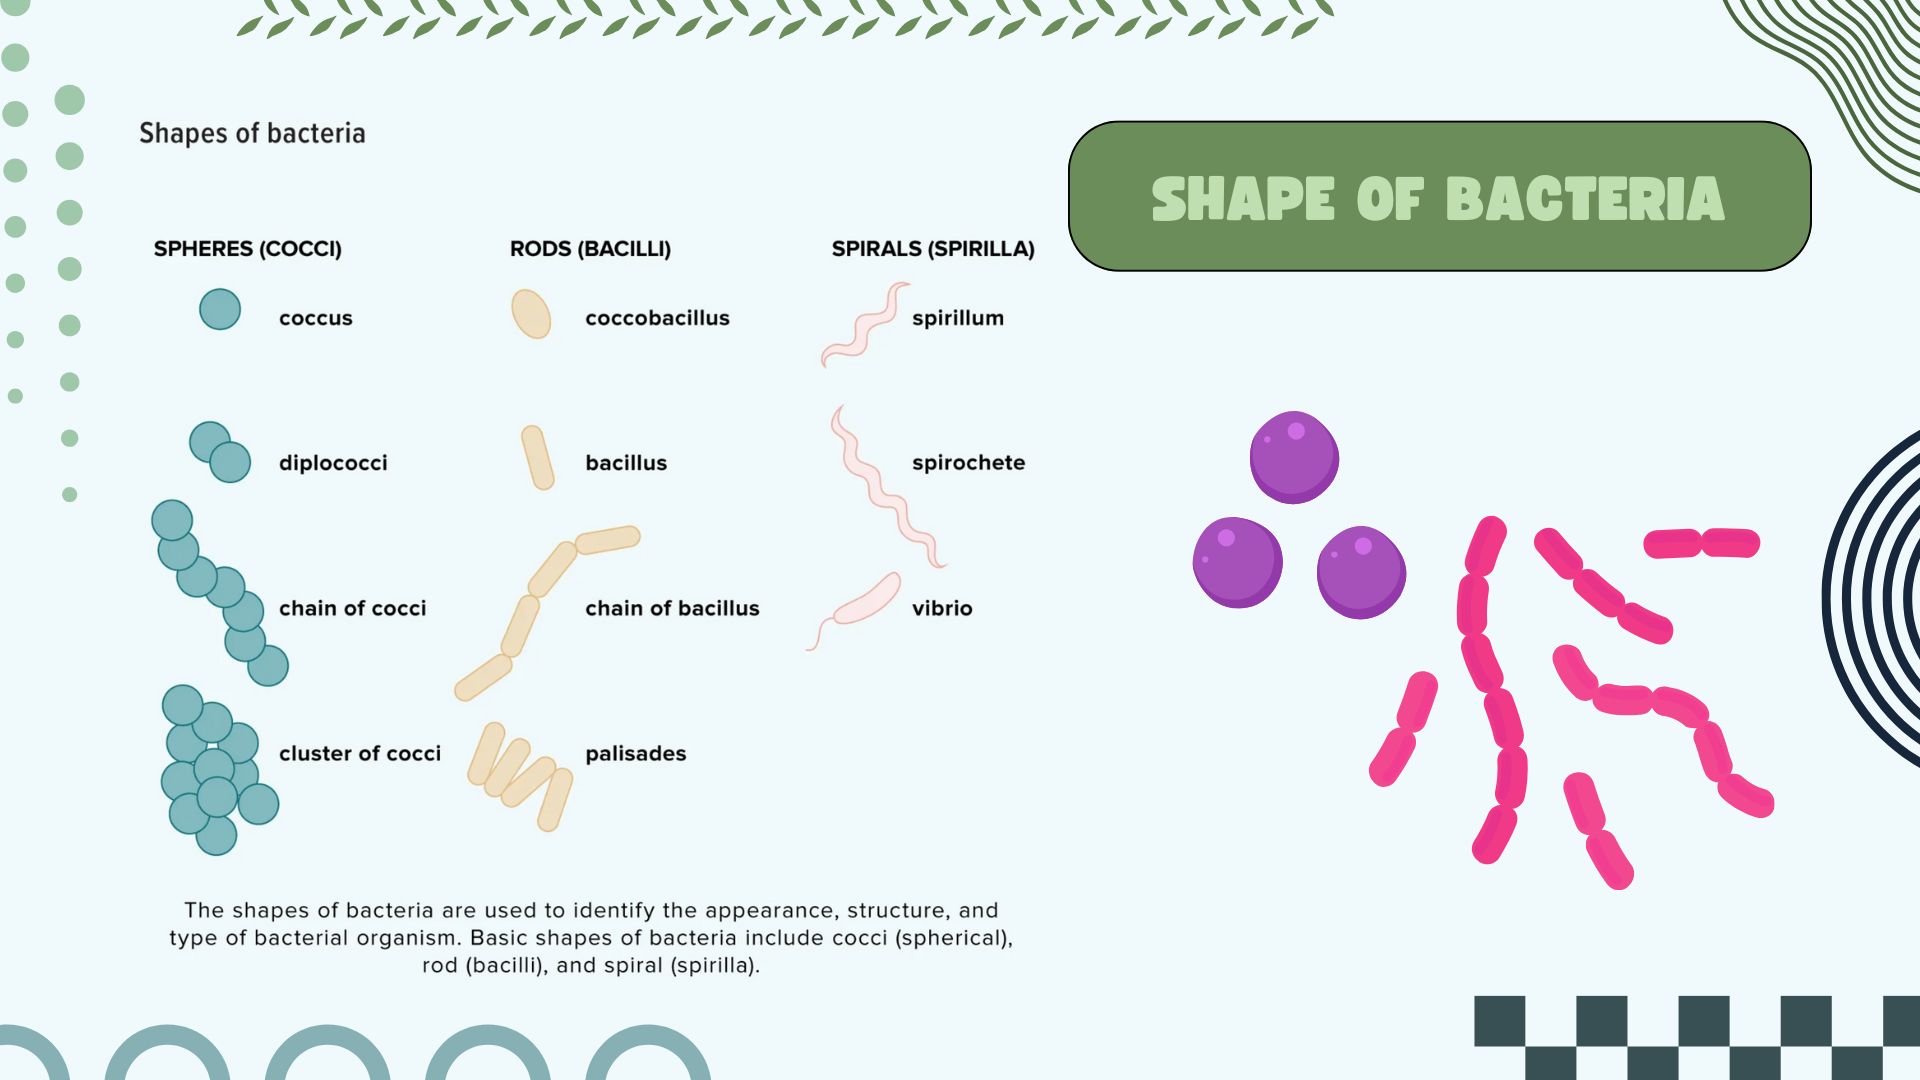 Shapes of bacteria
SHAPE OF BACTERIA
SPHERES (COCCI)
RODS (BACILLI)
SPIRALS (SPIRILLA)
coccus
coccobacillus
spirillum
diplococci
bacillus
spirochete
chain of cocci
chain of bacillus
vibrio
cluster of cocci
palisades
The shapes of bacteria are used to identify the appearance, structure, and
type of bacterial organism. Basic shapes of bacteria include cocci (spherical),
rod (bacilli), and spiral (spirilla).